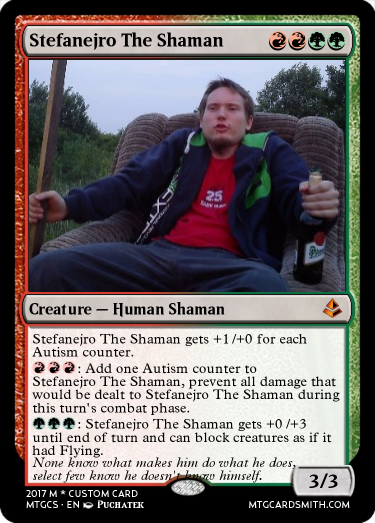 Stefanejro The Shaman
25
Creature — Human Shaman
Stefanejro The Shaman gets +1/+0 for each
Autism counter.
: Add one Autism counter to
Stefanejro The Shaman, prevent all damage that
would be dealt to Stefanejro The Shaman during
this turn's combat phase.
: Stefanejro The Shaman gets +0 /+3
until end of turn and can block creatures as if it
had Flying.
None know what makes him do what he does,
select few know he doesn't know himself.
3/3
2017 M * CUSTOM CARD
MTGCS · EN PUCHATEK
MTGCARDSMITH.COM